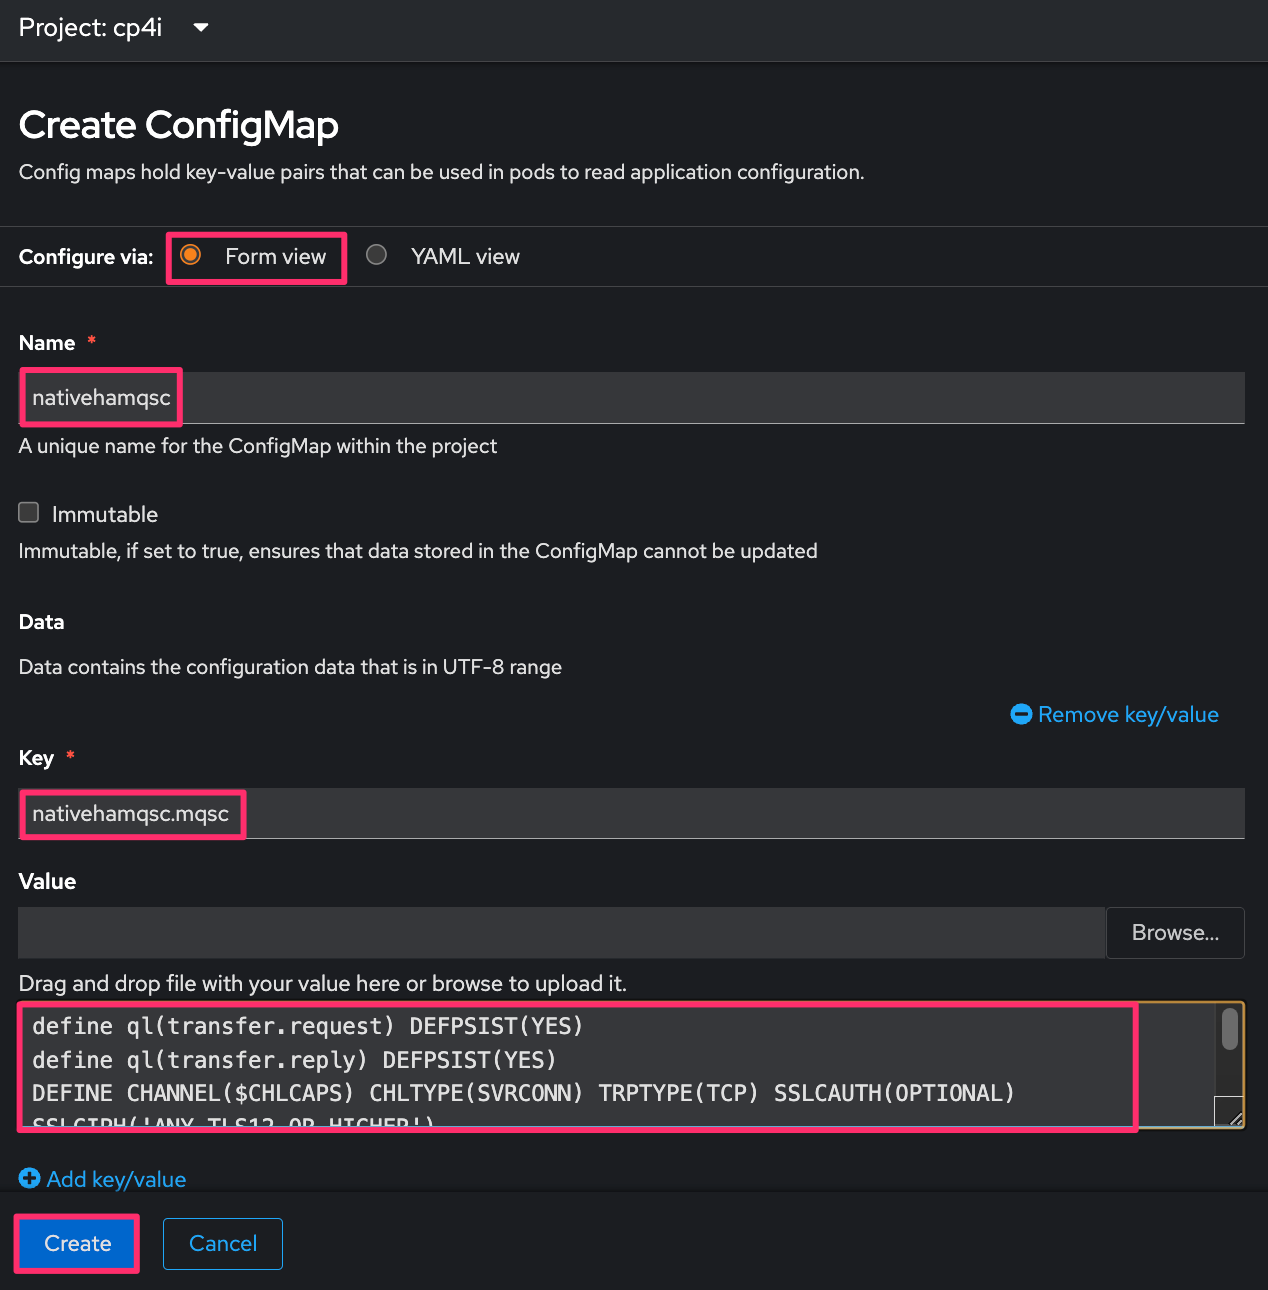 Project: cp4i
Create ConfigMap
Config maps hold key-value pairs that can be used in pods to read application configuration.
Configure via: Form view YAML view
Name *
nativehamqsc
A unique name for the ConfigMap within the project
Immutable
Immutable, if set to true, ensures that data stored in the ConfigMap cannot be updated
Data
Data contains the configuration data that is in UTF-8 range
Remove key/value
Key *
nativehamqsc.mqsc
Value
Browse...
Drag and drop file with your value here or browse to upload it.
define ql(transfer.request) DEFPSIST(YES)
define ql(transfer.reply) DEFPSIST(YES)
DEFINE CHANNEL($CHLCAPS) CHLTYPE(SVRCONN) TRPTYPE(TCP) SSLCAUTH(OPTIONAL)
SSLCIPH('ANY_TLS12_OR_HIGHER')
Add key/value
Create Cancel